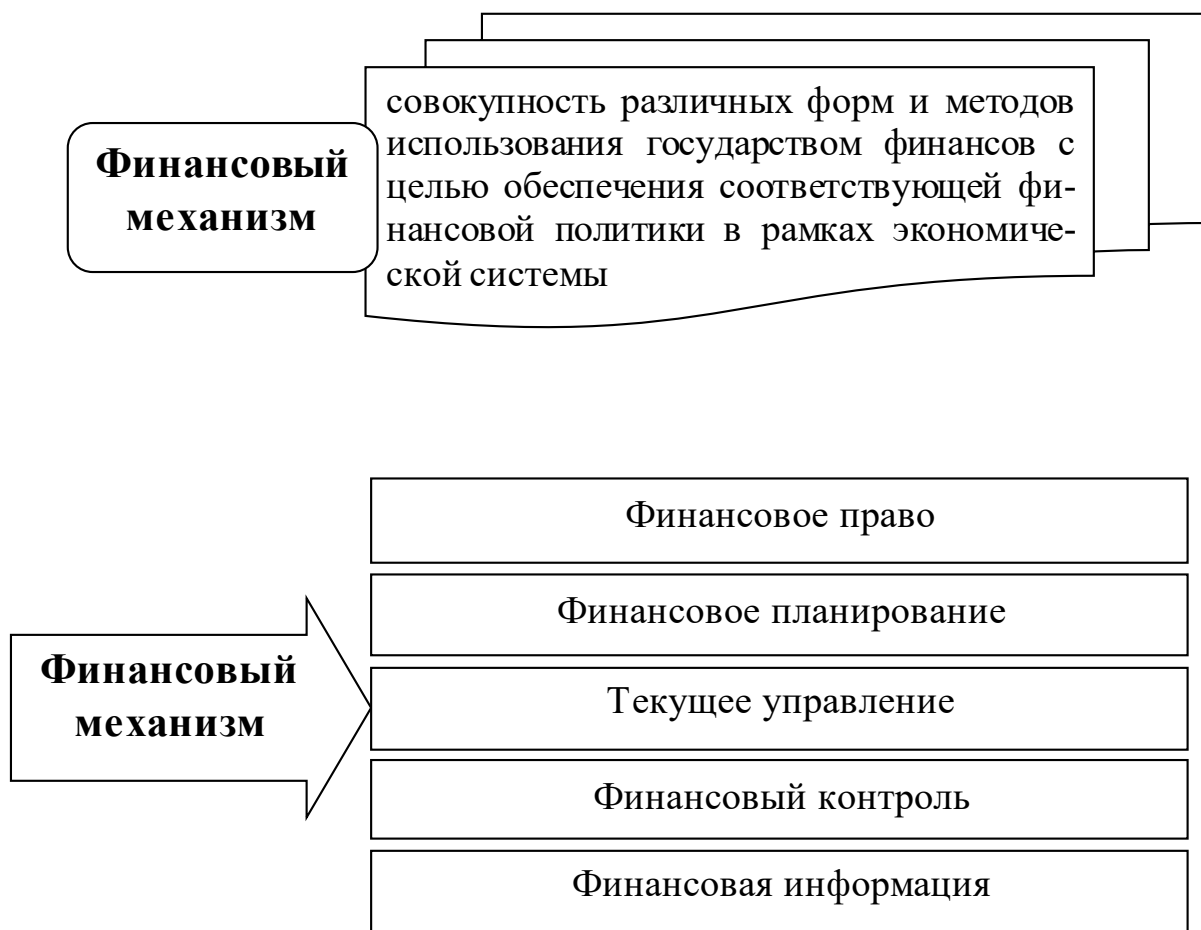 Финансовый
механизм
совокупность различных форм и методов
использования государством финансов с
целью обеспечения соответствующей фи-
нансовой политики в рамках экономиче-
ской системы
Финансовый
механизм
Финансовое право
Финансовое планирование
Текущее управление
Финансовый контроль
Финансовая информация